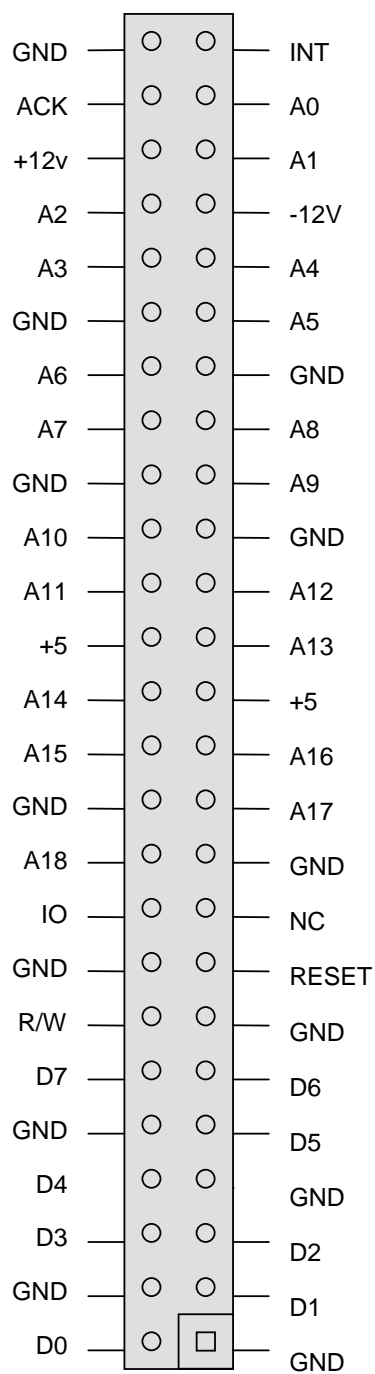 GND INT
ACK A0
+12v A1
A2 -12V
A3 A4
GND A5
A6 GND
A7 A8
GND A9
A10 GND
A11 A12
+5 A13
A14 +5
A15 A16
GND A17
A18 GND
IO NC
GND RESET
R/W GND
D7 D6
GND D5
D4 GND
D3 D2
GND D1
D0 GND